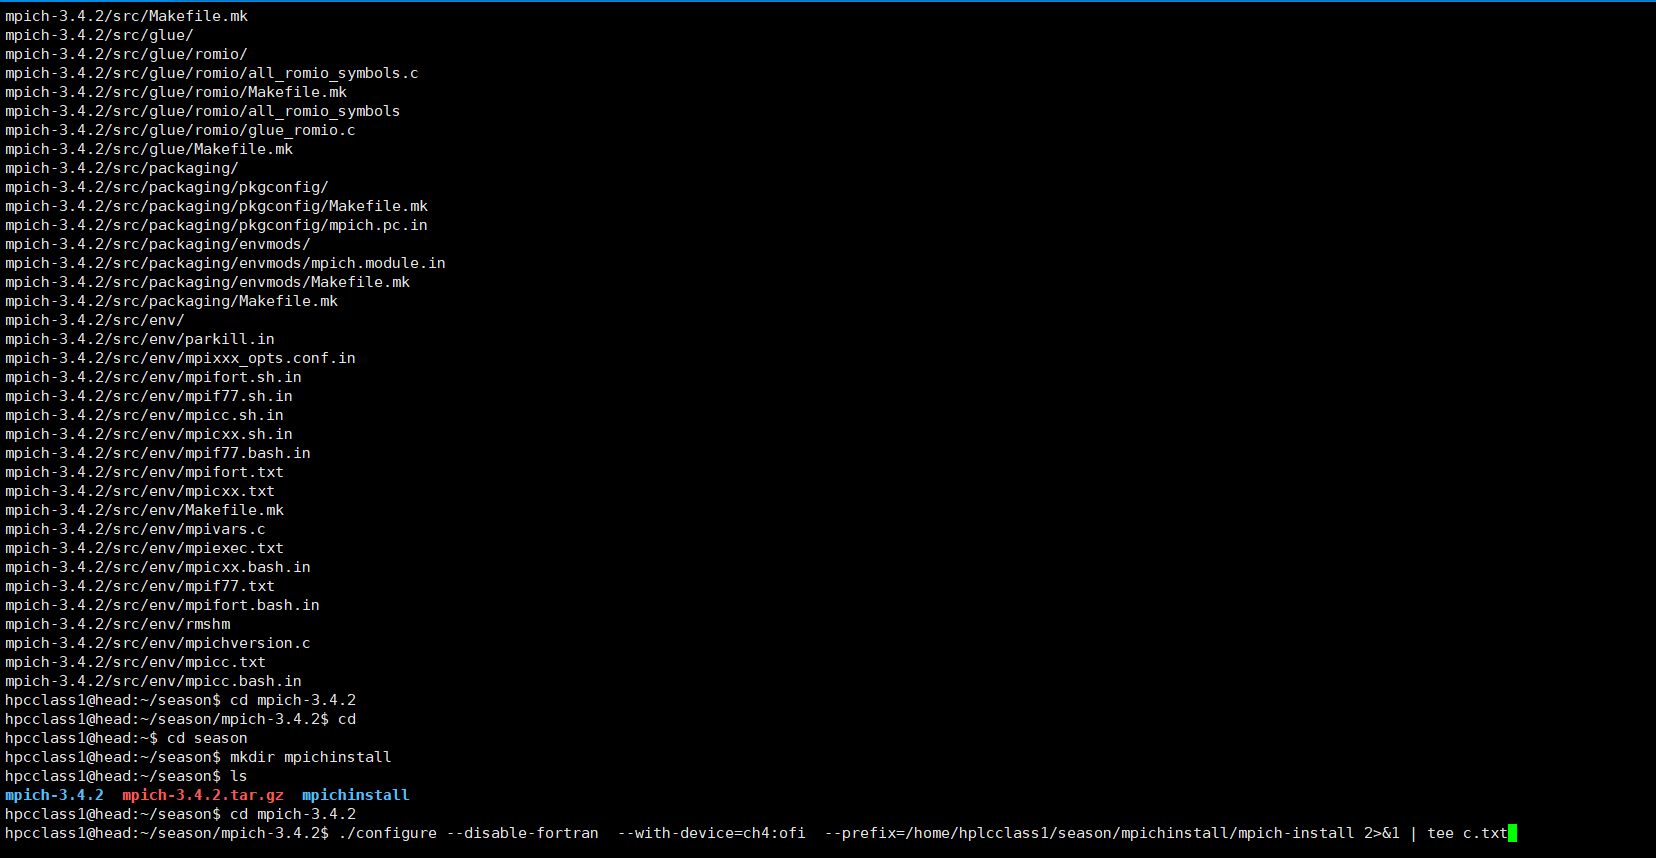 mpich-3.4.2/src/Makefile.mk
mpich-3.4.2/src/glue/
mpich-3.4.2/src/glue/romio/
mpich-3.4.2/src/glue/romio/all_romio_symbols.c
mpich-3.4.2/src/glue/romio/Makefile.mk
mpich-3.4.2/src/glue/romio/all_romio_symbols
mpich-3.4.2/src/glue/romio/glue_romio.c
mpich-3.4.2/src/glue/Makefile.mk
mpich-3.4.2/src/packaging/
mpich-3.4.2/src/packaging/pkgconfig/
mpich-3.4.2/src/packaging/pkgconfig/Makefile.mk
mpich-3.4.2/src/packaging/pkgconfig/mpich.pc.in
mpich-3.4.2/src/packaging/envmods/
mpich-3.4.2/src/packaging/envmods/mpich.module.in
mpich-3.4.2/src/packaging/envmods/Makefile.mk
mpich-3.4.2/src/packaging/Makefile.mk
mpich-3.4.2/src/env/
mpich-3.4.2/src/env/parkill.in
mpich-3.4.2/src/env/mpixxx_opts.conf.in
mpich-3.4.2/src/env/mpifort.sh.in
mpich-3.4.2/src/env/mpif77.sh.in
mpich-3.4.2/src/env/mpicc.sh.in
mpich-3.4.2/src/env/mpicxx.sh.in
mpich-3.4.2/src/env/mpif77.bash.in
mpich-3.4.2/src/env/mpifort.txt
mpich-3.4.2/src/env/mpicxx.txt
mpich-3.4.2/src/env/Makefile.mk
mpich-3.4.2/src/env/mpivars.c
mpich-3.4.2/src/env/mpiexec.txt
mpich-3.4.2/src/env/mpicxx.bash.in
mpich-3.4.2/src/env/mpif77.txt
mpich-3.4.2/src/env/mpifort.bash.in
mpich-3.4.2/src/env/rmshm
mpich-3.4.2/src/env/mpichversion.c
mpich-3.4.2/src/env/mpicc.txt
mpich-3.4.2/src/env/mpicc.bash.in
hpcclass1@head:~/season$ cd mpich-3.4.2
hpcclass1@head:~/season/mpich-3.4.2$ cd
hpcclass1@head:~$ cd season
hpcclass1@head:~/season$ mkdir mpichinstall
hpcclass1@head:~/season$ ls
mpich-3.4.2  mpich-3.4.2.tar.gz  mpichinstall
hpcclass1@head:~/season$ cd mpich-3.4.2
hpcclass1@head:~/season/mpich-3.4.2$ ./configure --disable-fortran  --with-device=ch4:ofi  --prefix=/home/hplcclass1/season/mpichinstall/mpich-install 2>&1 | tee c.txt